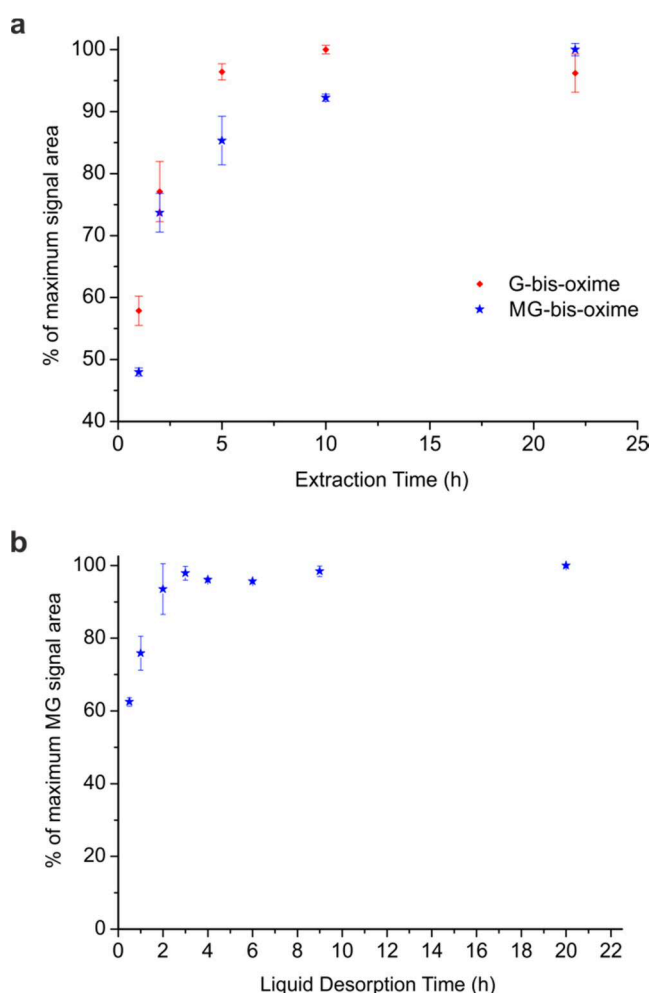 a
100
90
80
70
60
50
40
% of maximum signal area
G-bis-oxime
MG-bis-oxime
0 5 10 15 20 25
Extraction Time (h)
b
100
80
60
40
20
0
% of maximum MG signal area
0 2 4 6 8 10 12 14 16 18 20 22
Liquid Desorption Time (h)